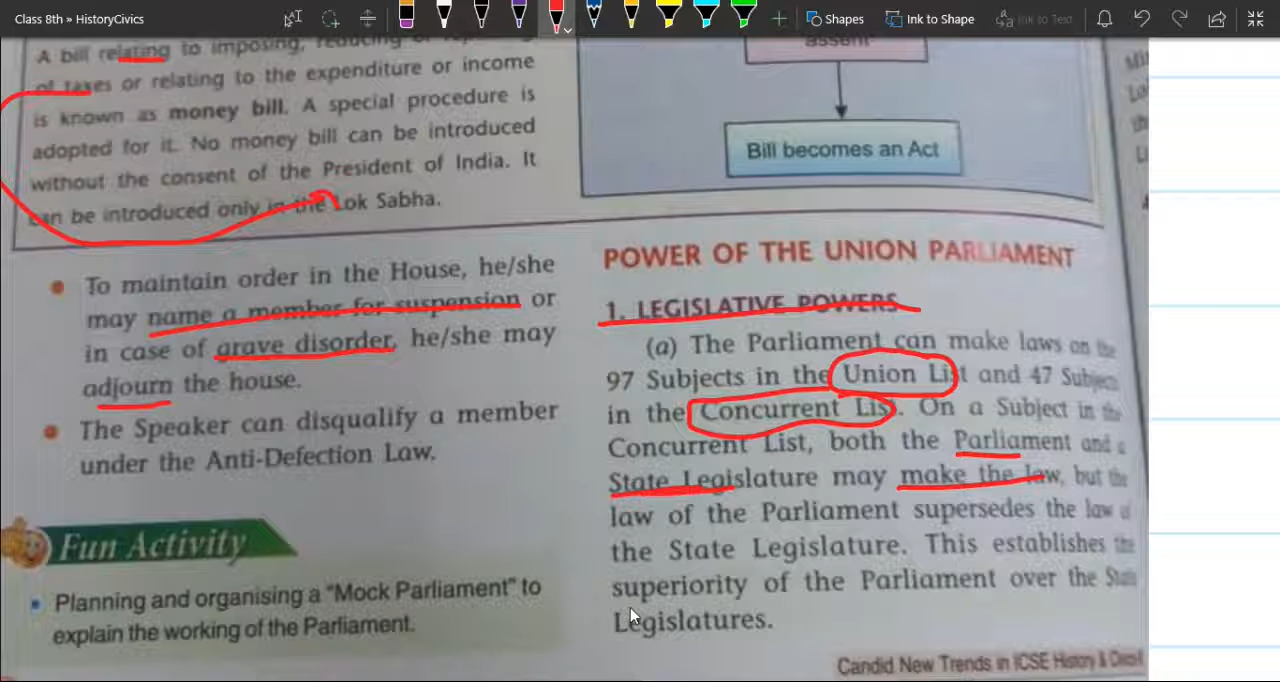 Class 8th » HistoryCivics
Shapes
Ink to Shape
Ink to Text
A bill relating to imposing, reducing or
of taxes or relating to the expenditure or income
is known as money bill. A special procedure is
adopted for it. No money bill can be introduced
without the consent of the President of India. It
can be introduced only in the Lok Sabha.
assent
Bill becomes an Act
To maintain order in the House, he/she
may name a member for suspension or
in case of grave disorder, he/she may
adjourn the house.
The Speaker can disqualify a member
under the Anti-Defection Law.
Fun Activity
Planning and organising a "Mock Parliament" to
explain the working of the Parliament.
POWER OF THE UNION PARLIAMENT
1. LEGISLATIVE POWERS
(a) The Parliament can make laws on the
97 Subjects in the Union List and 47 Subjects
in the Concurrent List. On a Subject in the
Concurrent List, both the Parliament and a
State Legislature may make the law, but the
law of the Parliament supersedes the law of
the State Legislature. This establishes the
superiority of the Parliament over the State
Legislatures.
Candid New Trends in ICSE History &